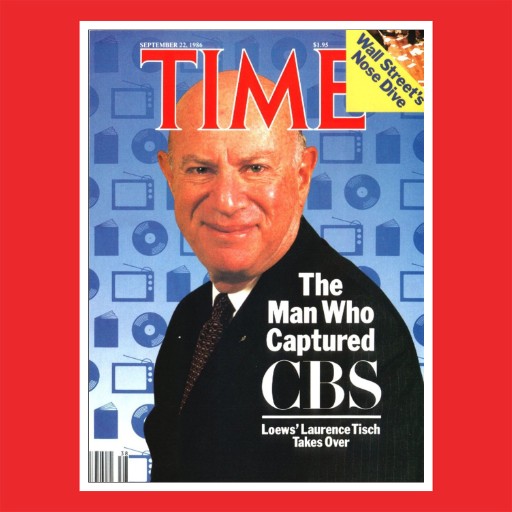 SEPTEMBER 22, 1986
$1.95
TIME
Wall Street's
Nose Dive
The
Man Who
Captured
CBS
Loews' Laurence Tisch
Takes Over